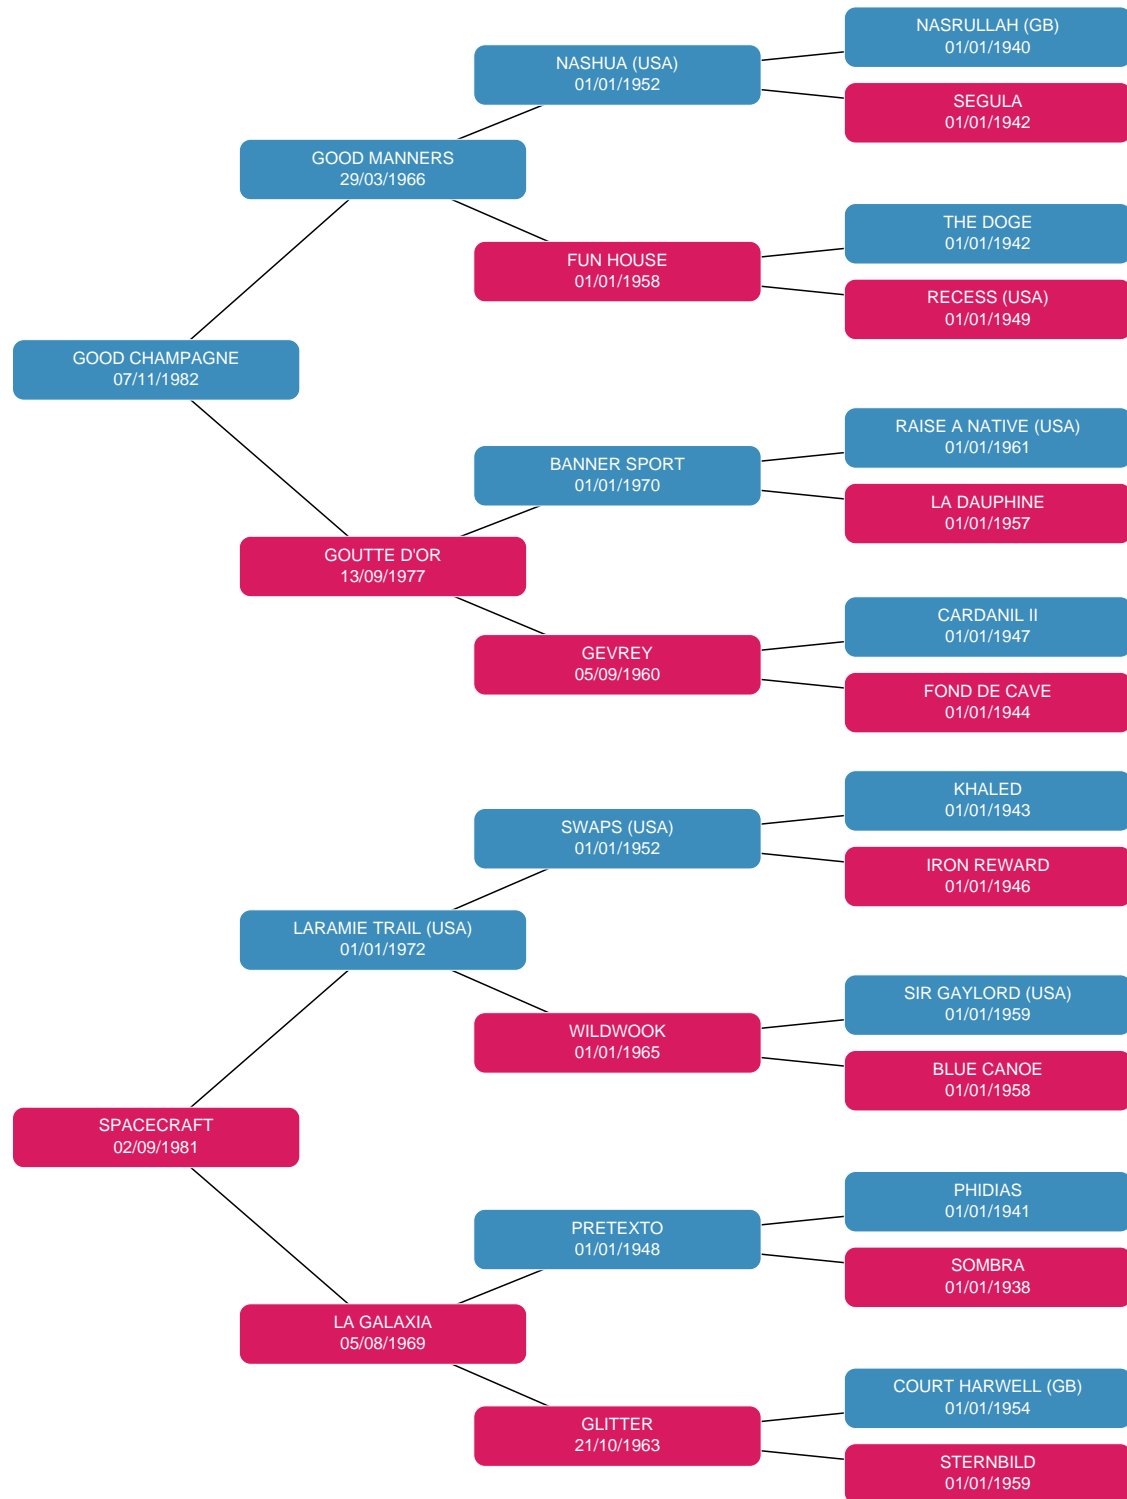 NASRULLAH (GB)
01/01/1940
NASHUA (USA)
01/01/1952
SEGULA
01/01/1942
GOOD MANNERS
29/03/1966
THE DOGE
01/01/1942
FUN HOUSE
01/01/1958
RECESS (USA)
01/01/1949
GOOD CHAMPAGNE
07/11/1982
RAISE A NATIVE (USA)
01/01/1961
BANNER SPORT
01/01/1970
LA DAUPHINE
01/01/1957
GOUTTE D'OR
13/09/1977
CARDANIL II
01/01/1947
GEVREY
05/09/1960
FOND DE CAVE
01/01/1944
KHALED
01/01/1943
SWAPS (USA)
01/01/1952
IRON REWARD
01/01/1946
LARAMIE TRAIL (USA)
01/01/1972
SIR GAYLORD (USA)
01/01/1959
WILDWOOK
01/01/1965
BLUE CANOE
01/01/1958
SPACECRAFT
02/09/1981
PHIDIAS
01/01/1941
PRETEXTO
01/01/1948
SOMBRA
01/01/1938
LA GALAXIA
05/08/1969
COURT HARWELL (GB)
01/01/1954
GLITTER
21/10/1963
STERNBILD
01/01/1959